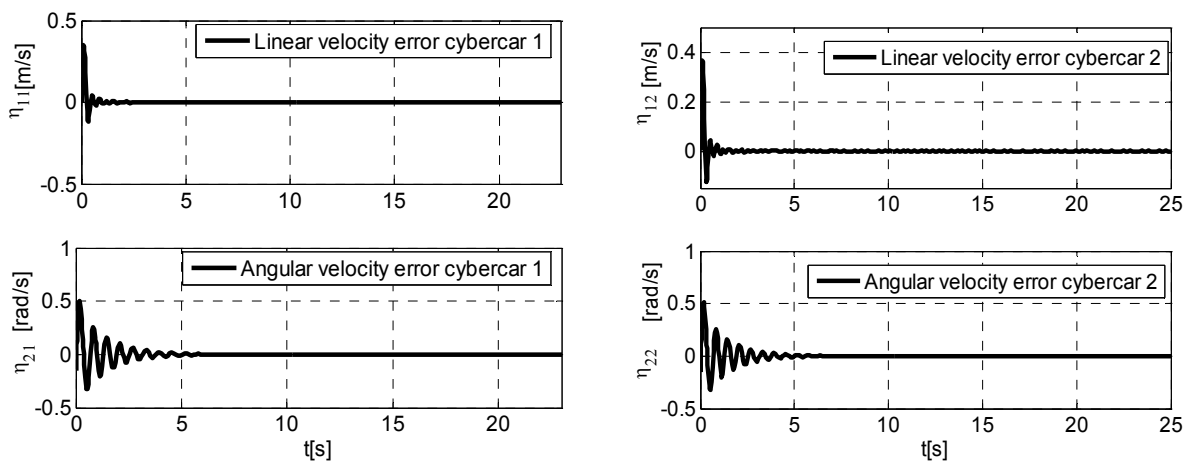 0.5
Linear velocity error cybercar 1
η11[m/s]
0
-0.5
0 5 10 15 20
1
Angular velocity error cybercar 1
η21 [rad/s]
0.5
0
-0.5
0 5 10 15 20
t[s]
0.4
Linear velocity error cybercar 2
η12 [m/s]
0.2
0
0 5 10 15 20 25
1
Angular velocity error cybercar 2
η22 [rad/s]
0.5
0
-0.5
0 5 10 15 20 25
t[s]